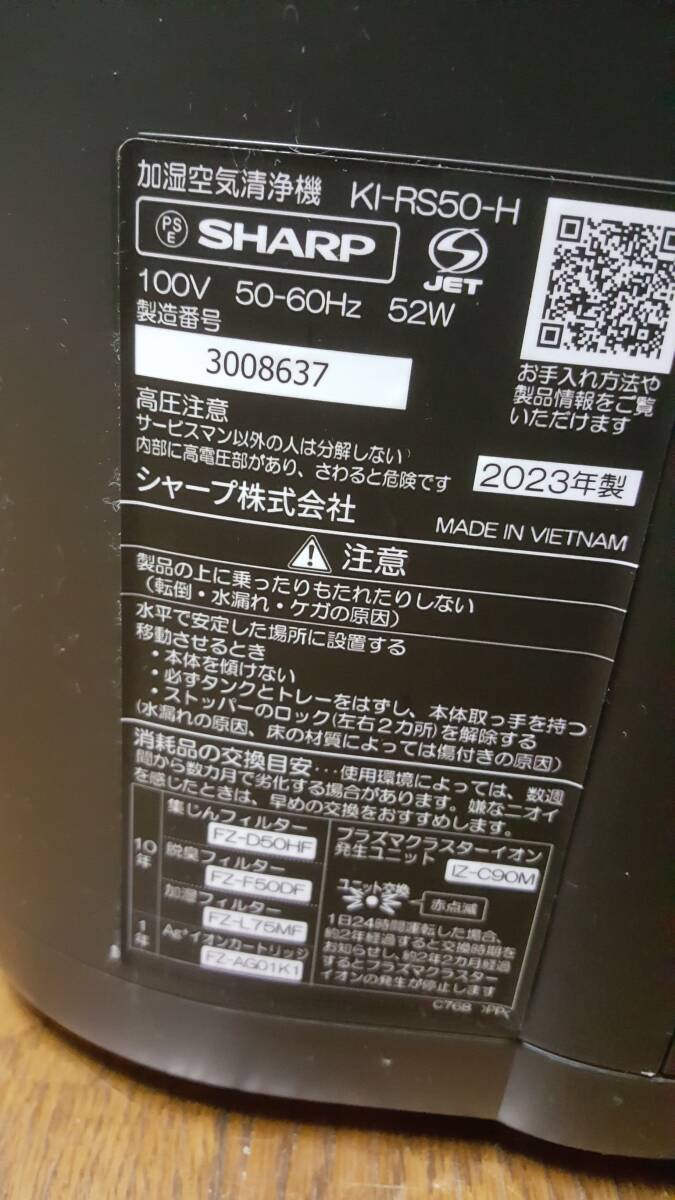 加湿空気清浄機 KI-RS50-H
PS
E
SHARP
JET
100V 50-60Hz 52W
製造番号
3008637
お手入れ方法や
製品情報をご覧
いただけます
高圧注意
サービスマン以外の人は分解しない
内部に高電圧部があり、さわると危険です
2023年製
シャープ株式会社
MADE IN VIETNAM
注意
製品の上に乗ったりもたれたりしない
(転倒・水漏れ・ケガの原因)
水平で安定した場所に設置する
移動させるとき
・本体を傾けない
・必ずタンクとトレーをはずし、本体取っ手を持つ
・ストッパーのロック(左右2カ所)を解除する
(水漏れの原因、床の材質によっては傷付きの原因)
消耗品の交換目安…使用環境によっては、数週
間から数カ月で劣化する場合があります。嫌なニオイ
を感じたときは、早めの交換をおすすめします。
10年
集じんフィルター
FZ-D50HF
脱臭フィルター
FZ-F50DF
加湿フィルター
FZ-L75MF
1年
Ag+イオンカートリッジ
FZ-AG01K1
プラズマクラスターイオン
発生ユニット IZ-C90M
ユニット交換
赤点滅
1日24時間運転した場合、
約2年経過すると交換時期を
お知らせし、約2年2カ月経過
するとプラズマクラスター
イオンの発生が停止します
C76B >PP<